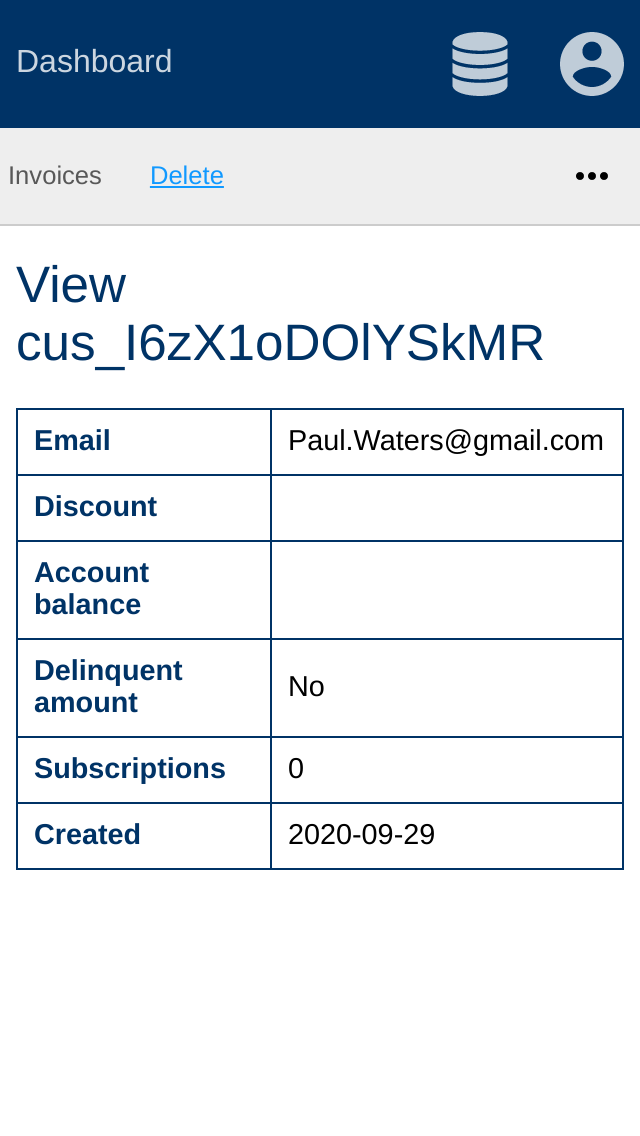 Dashboard
Invoices Delete
View
cus_I6zX1oDOlYSkMR
Email Paul.Waters@gmail.com
Discount
Account
balance
Delinquent
amount
No
Subscriptions 0
Created 2020-09-29